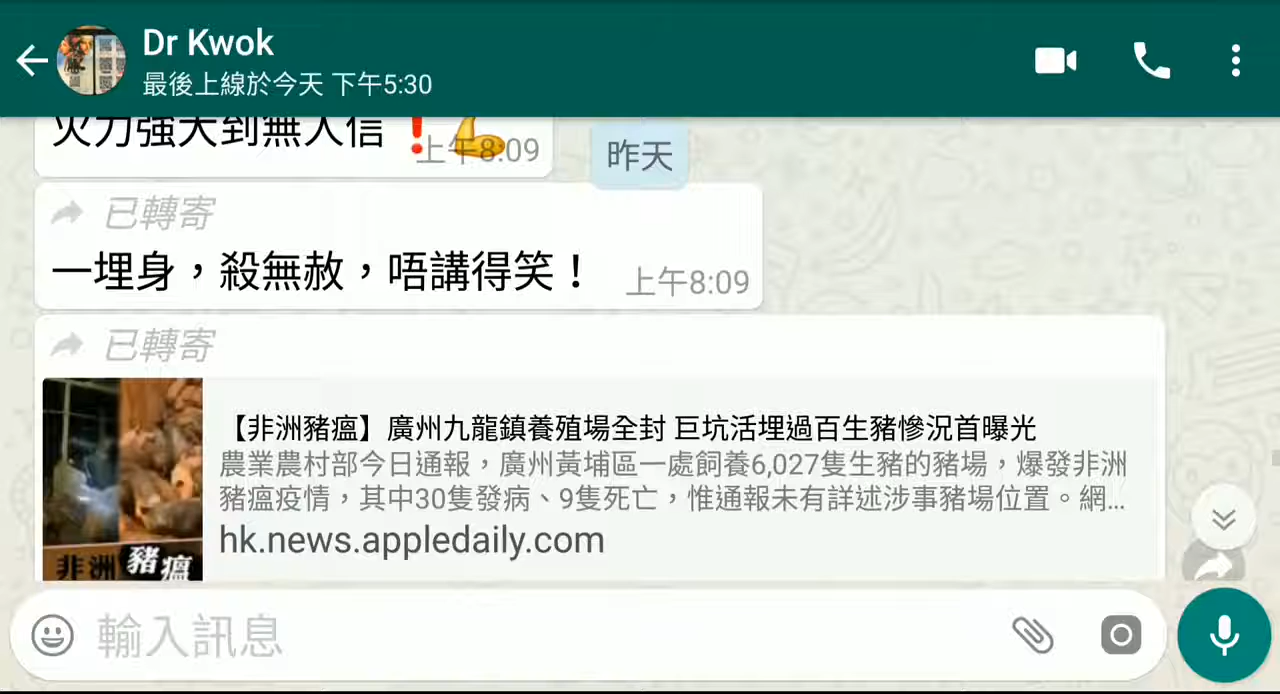 Dr Kwok
最後上線於今天 下午5:30
火力強大到無人信❗💪
上午8:09
昨天
已轉寄
一埋身，殺無赦，唔講得笑！
上午8:09
已轉寄
【非洲豬瘟】廣州九龍鎮養殖場全封 巨坑活埋過百生豬慘況首曝光
農業農村部今日通報，廣州黃埔區一處飼養6,027隻生豬的豬場，爆發非洲
豬瘟疫情，其中30隻發病、9隻死亡，惟通報未有詳述涉事豬場位置。網...
hk.news.appledaily.com
非洲豬瘟
輸入訊息